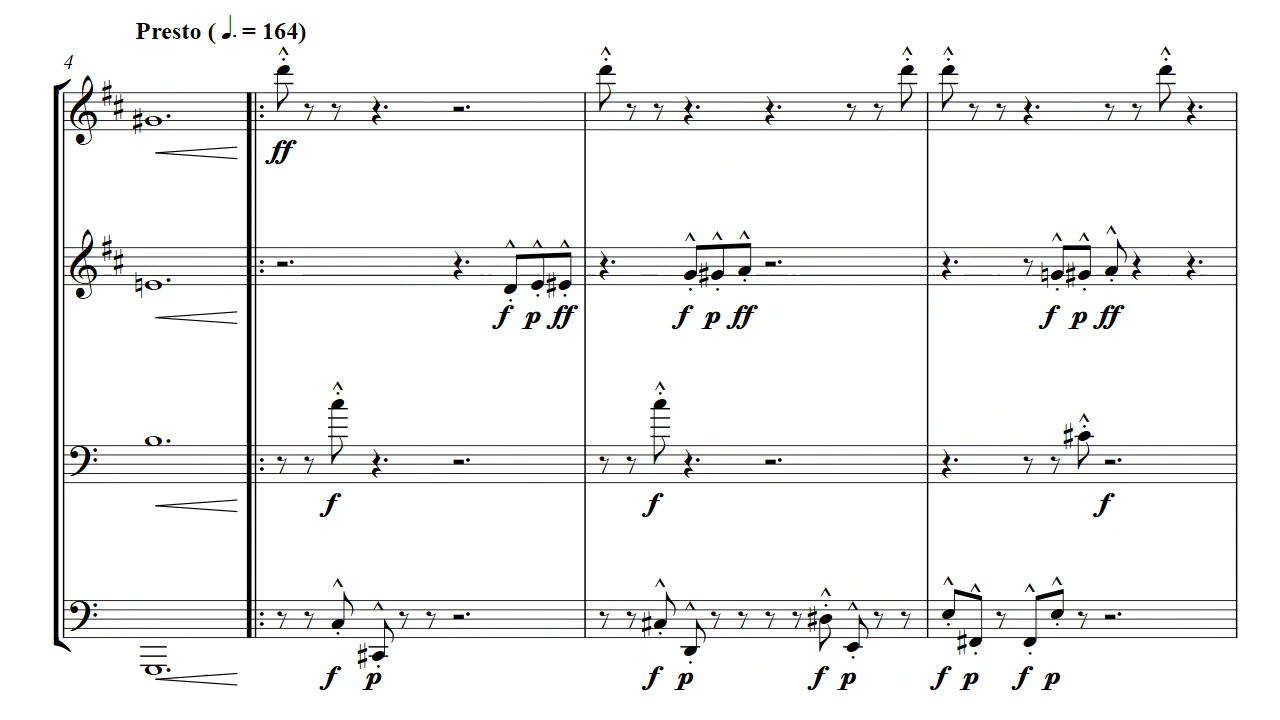 Presto ( ♩. = 164)
4
ff
f p ff f p ff f p ff
f f f
f p f p f p f p f p